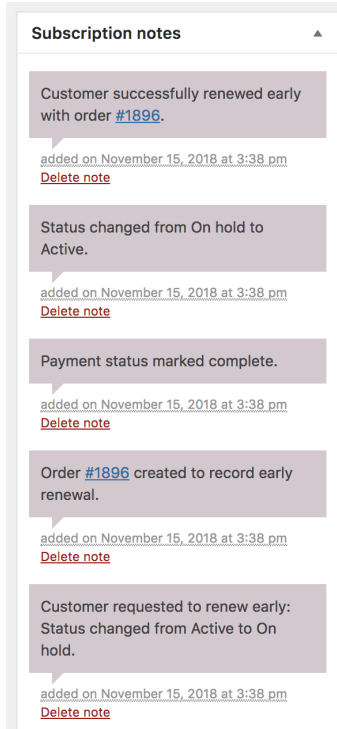 Subscription notes
Customer successfully renewed early
with order #1896.
added on November 15, 2018 at 3:38 pm
Delete note
Status changed from On hold to
Active.
added on November 15, 2018 at 3:38 pm
Delete note
Payment status marked complete.
added on November 15, 2018 at 3:38 pm
Delete note
Order #1896 created to record early
renewal.
added on November 15, 2018 at 3:38 pm
Delete note
Customer requested to renew early:
Status changed from Active to On
hold.
added on November 15, 2018 at 3:38 pm
Delete note